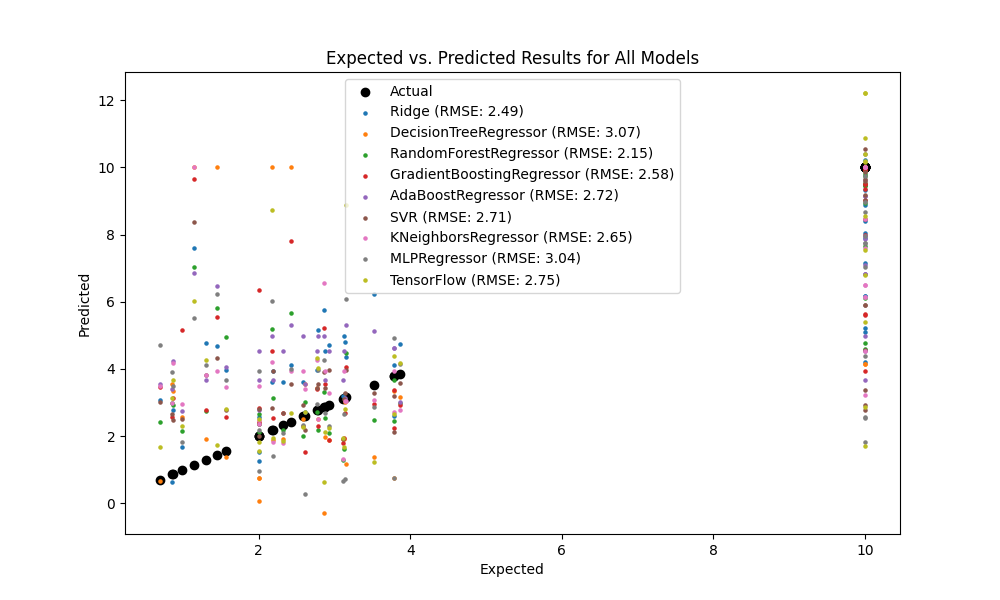 Expected vs. Predicted Results for All Models
Actual
Ridge (RMSE: 2.49)
DecisionTreeRegressor (RMSE: 3.07)
RandomForestRegressor (RMSE: 2.15)
GradientBoostingRegressor (RMSE: 2.58)
AdaBoostRegressor (RMSE: 2.72)
SVR (RMSE: 2.71)
KNeighborsRegressor (RMSE: 2.65)
MLPRegressor (RMSE: 3.04)
TensorFlow (RMSE: 2.75)
Predicted
12
10
8
6
4
2
0
2 4 6 8 10
Expected